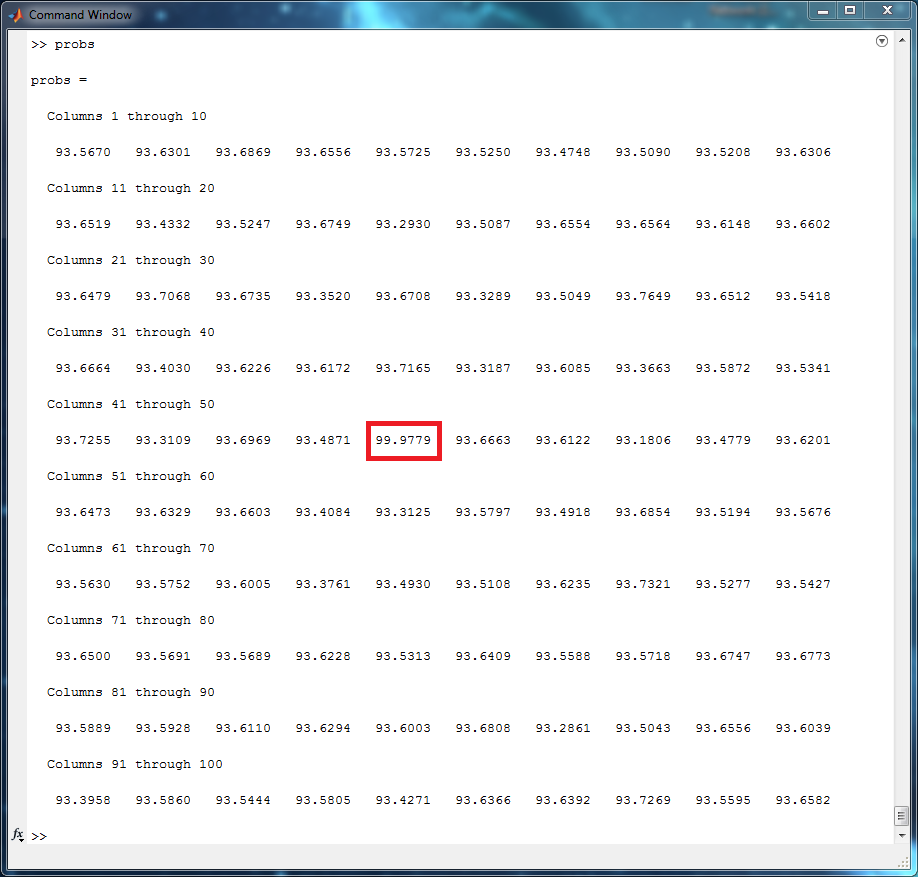 Command Window
>> probs
probs =
Columns 1 through 10
93.5670 93.6301 93.6869 93.6556 93.5725 93.5250 93.4748 93.5090 93.5208 93.6306
Columns 11 through 20
93.6519 93.4332 93.5247 93.6749 93.2930 93.5087 93.6554 93.6564 93.6148 93.6602
Columns 21 through 30
93.6479 93.7068 93.6735 93.3520 93.6708 93.3289 93.5049 93.7649 93.6512 93.5418
Columns 31 through 40
93.6664 93.4030 93.6226 93.6172 93.7165 93.3187 93.6085 93.3663 93.5872 93.5341
Columns 41 through 50
93.7255 93.3109 93.6969 93.4871 99.9779 93.6663 93.6122 93.1806 93.4779 93.6201
Columns 51 through 60
93.6473 93.6329 93.6603 93.4084 93.3125 93.5797 93.4918 93.6854 93.5194 93.5676
Columns 61 through 70
93.5630 93.5752 93.6005 93.3761 93.4930 93.5108 93.6235 93.7321 93.5277 93.5427
Columns 71 through 80
93.6500 93.5691 93.5689 93.6228 93.5313 93.6409 93.5588 93.5718 93.6747 93.6773
Columns 81 through 90
93.5889 93.5928 93.6110 93.6294 93.6003 93.6808 93.2861 93.5043 93.6556 93.6039
Columns 91 through 100
93.3958 93.5860 93.5444 93.5805 93.4271 93.6366 93.6392 93.7269 93.5595 93.6582
fx >>